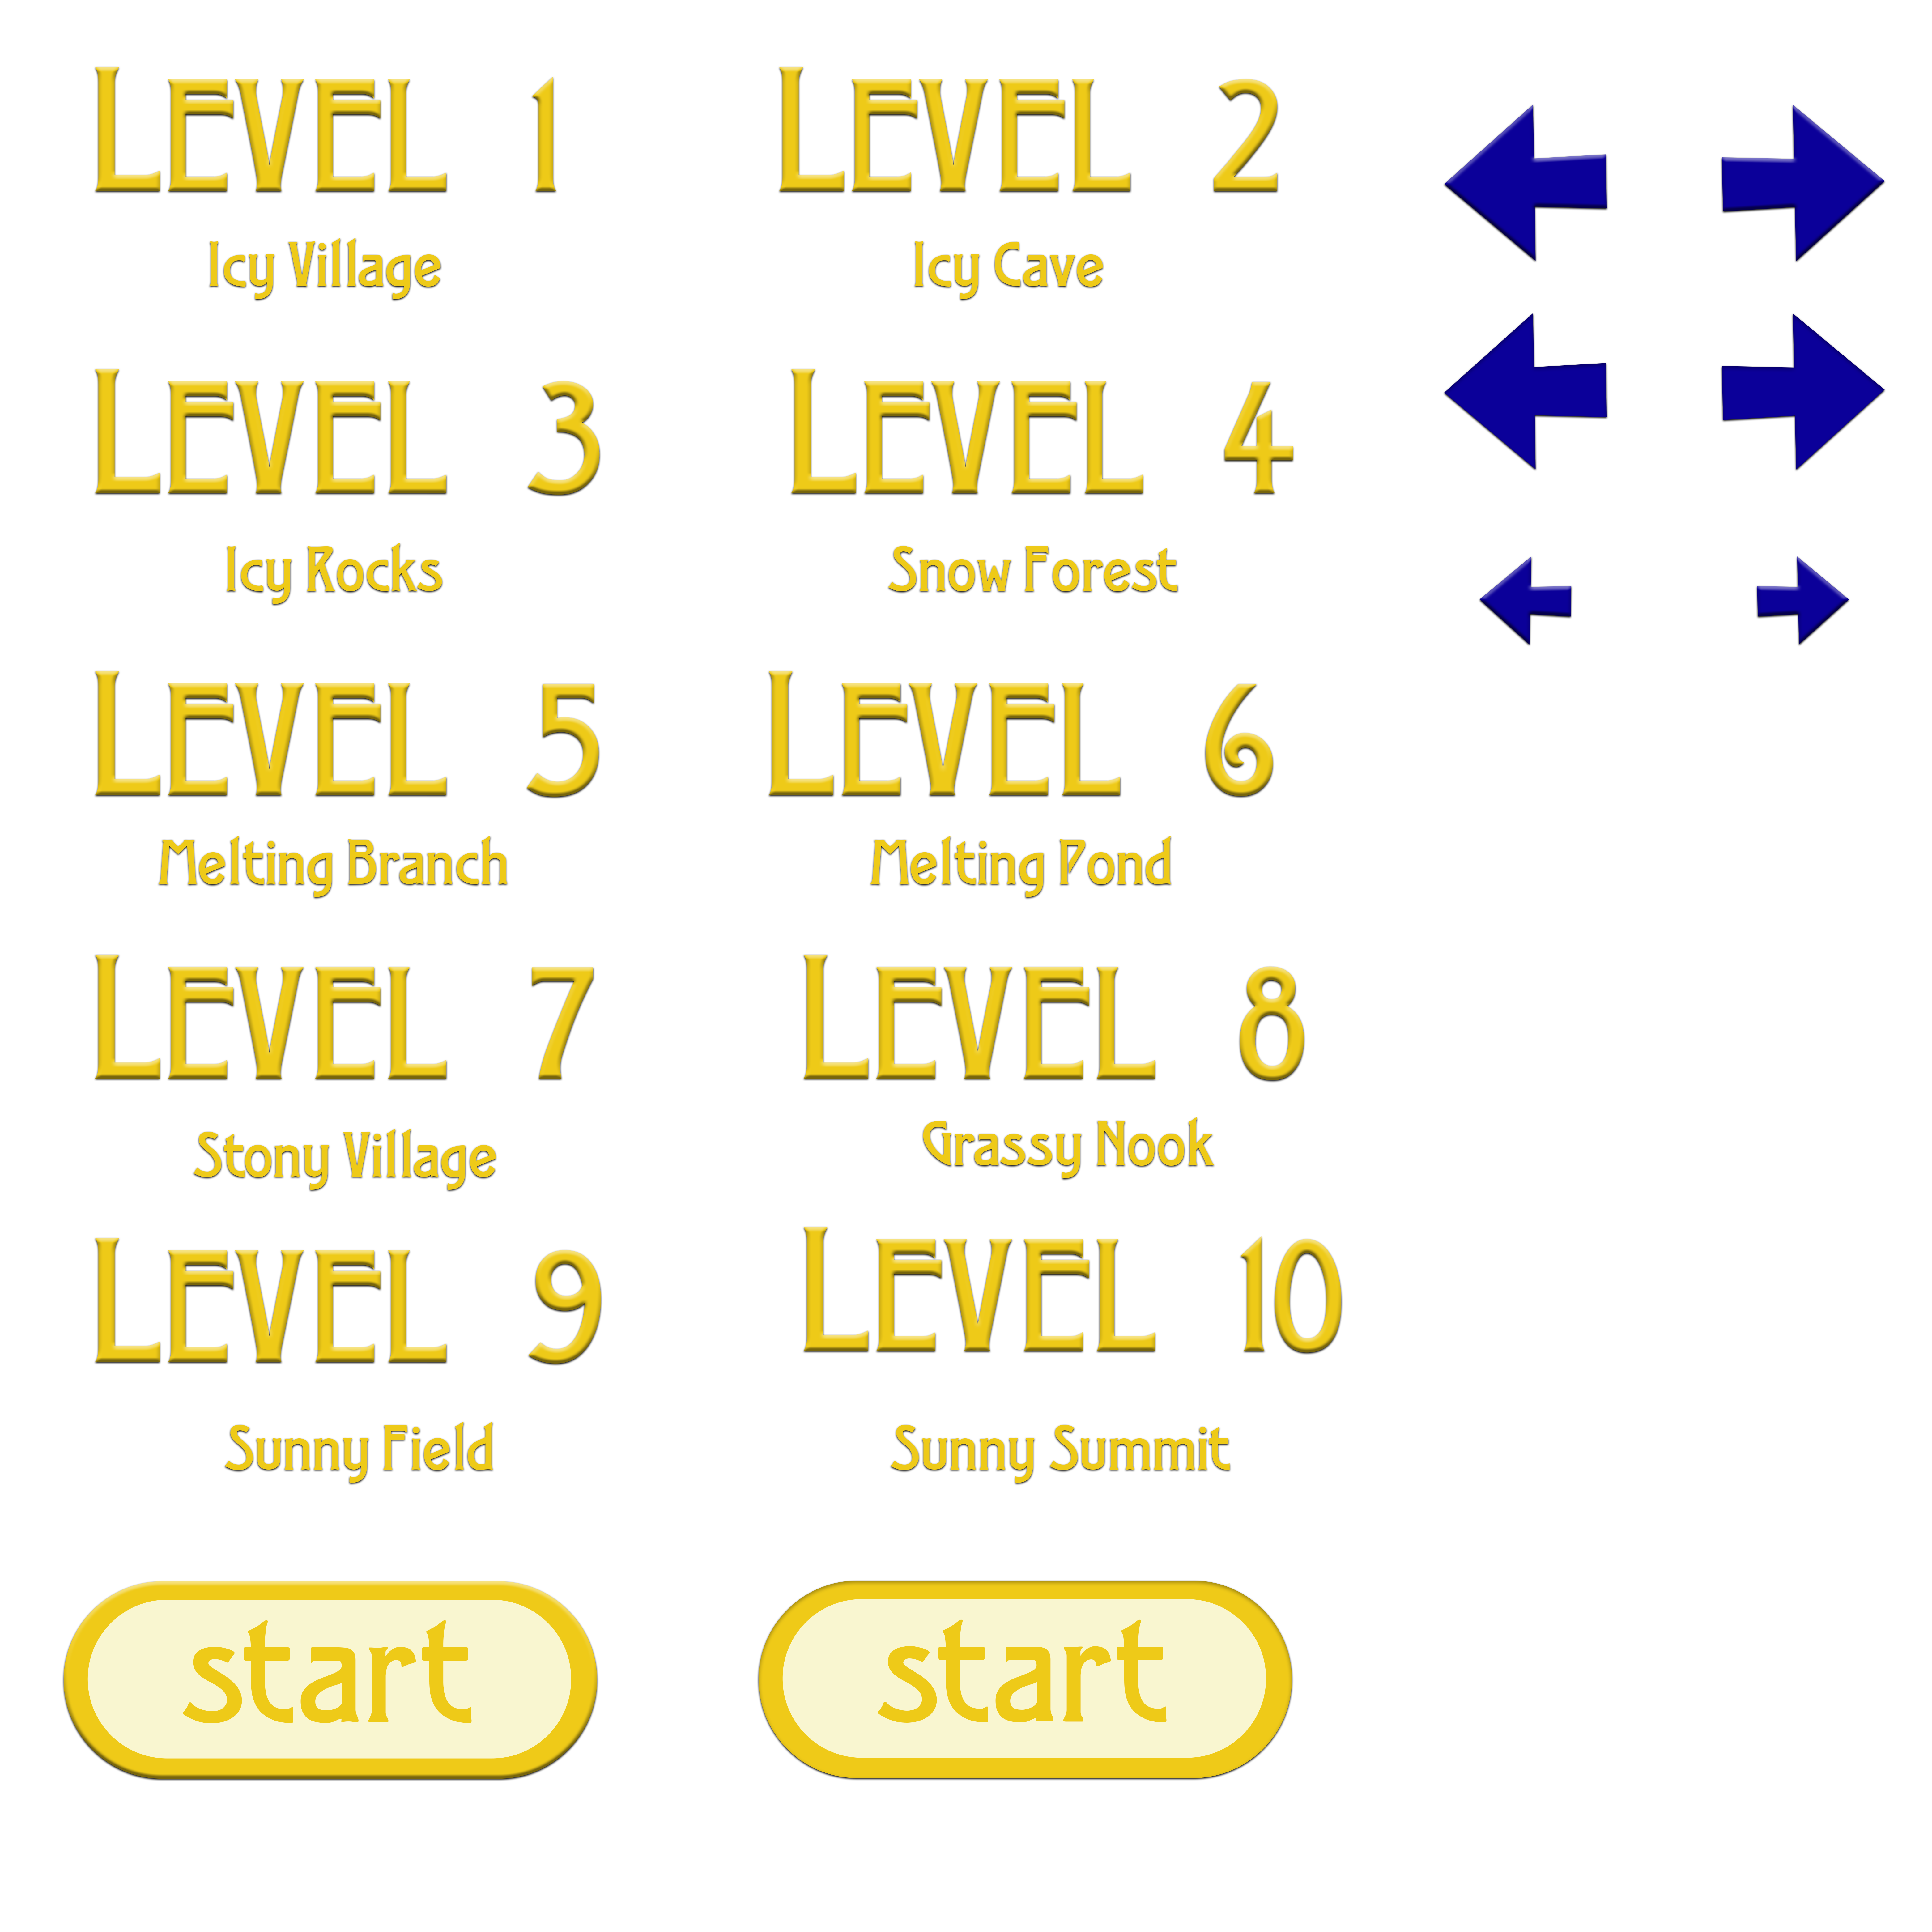 LEVEL 1
Icy Village
LEVEL 2
Icy Cave
LEVEL 3
Icy Rocks
LEVEL 4
Snow Forest
LEVEL 5
Melting Branch
LEVEL 6
Melting Pond
LEVEL 7
Stony Village
LEVEL 8
Grassy Nook
LEVEL 9
Sunny Field
LEVEL 10
Sunny Summit
start
start